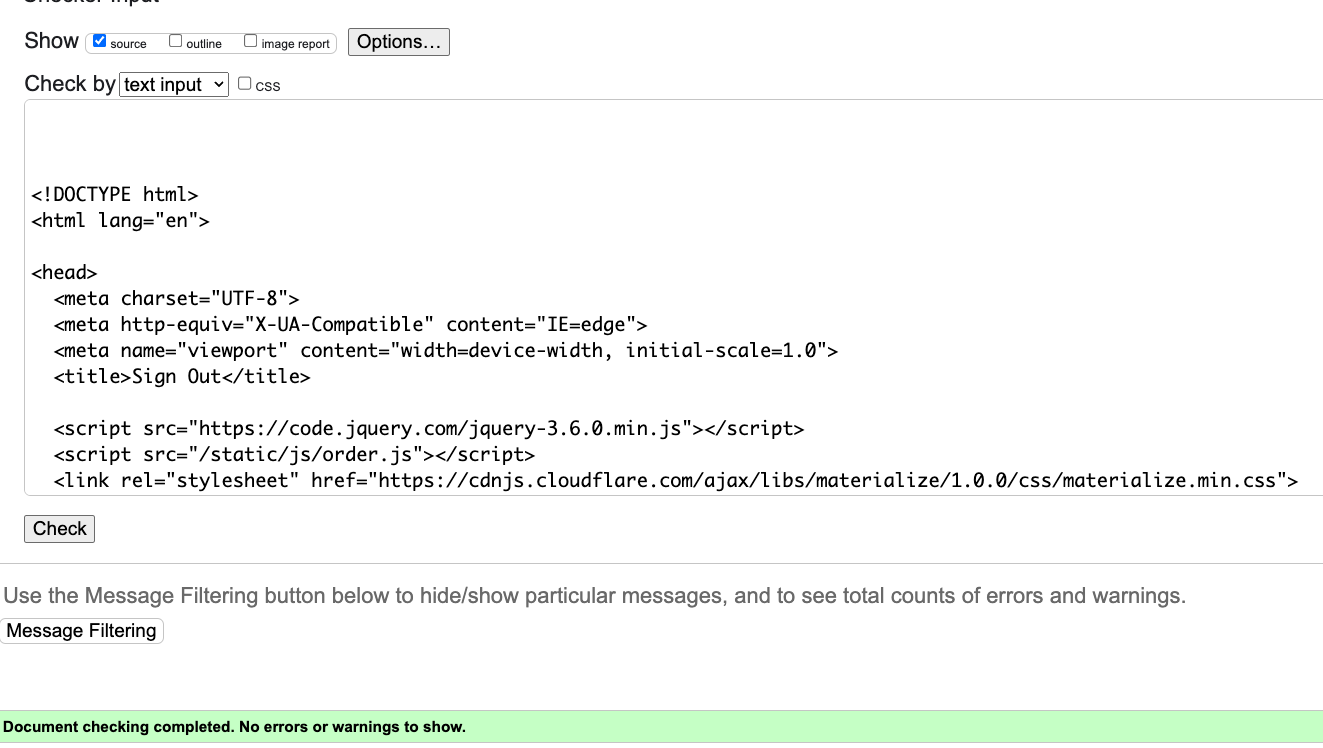 Checker Input
Show source outline image report Options...
Check by text input css
<!DOCTYPE html>
<html lang="en">
<head>
<meta charset="UTF-8">
<meta http-equiv="X-UA-Compatible" content="IE=edge">
<meta name="viewport" content="width=device-width, initial-scale=1.0">
<title>Sign Out</title>
<script src="https://code.jquery.com/jquery-3.6.0.min.js"></script>
<script src="/static/js/order.js"></script>
<link rel="stylesheet" href="https://cdnjs.cloudflare.com/ajax/libs/materialize/1.0.0/css/materialize.min.css">
Check
Use the Message Filtering button below to hide/show particular messages, and to see total counts of errors and warnings.
Message Filtering
Document checking completed. No errors or warnings to show.